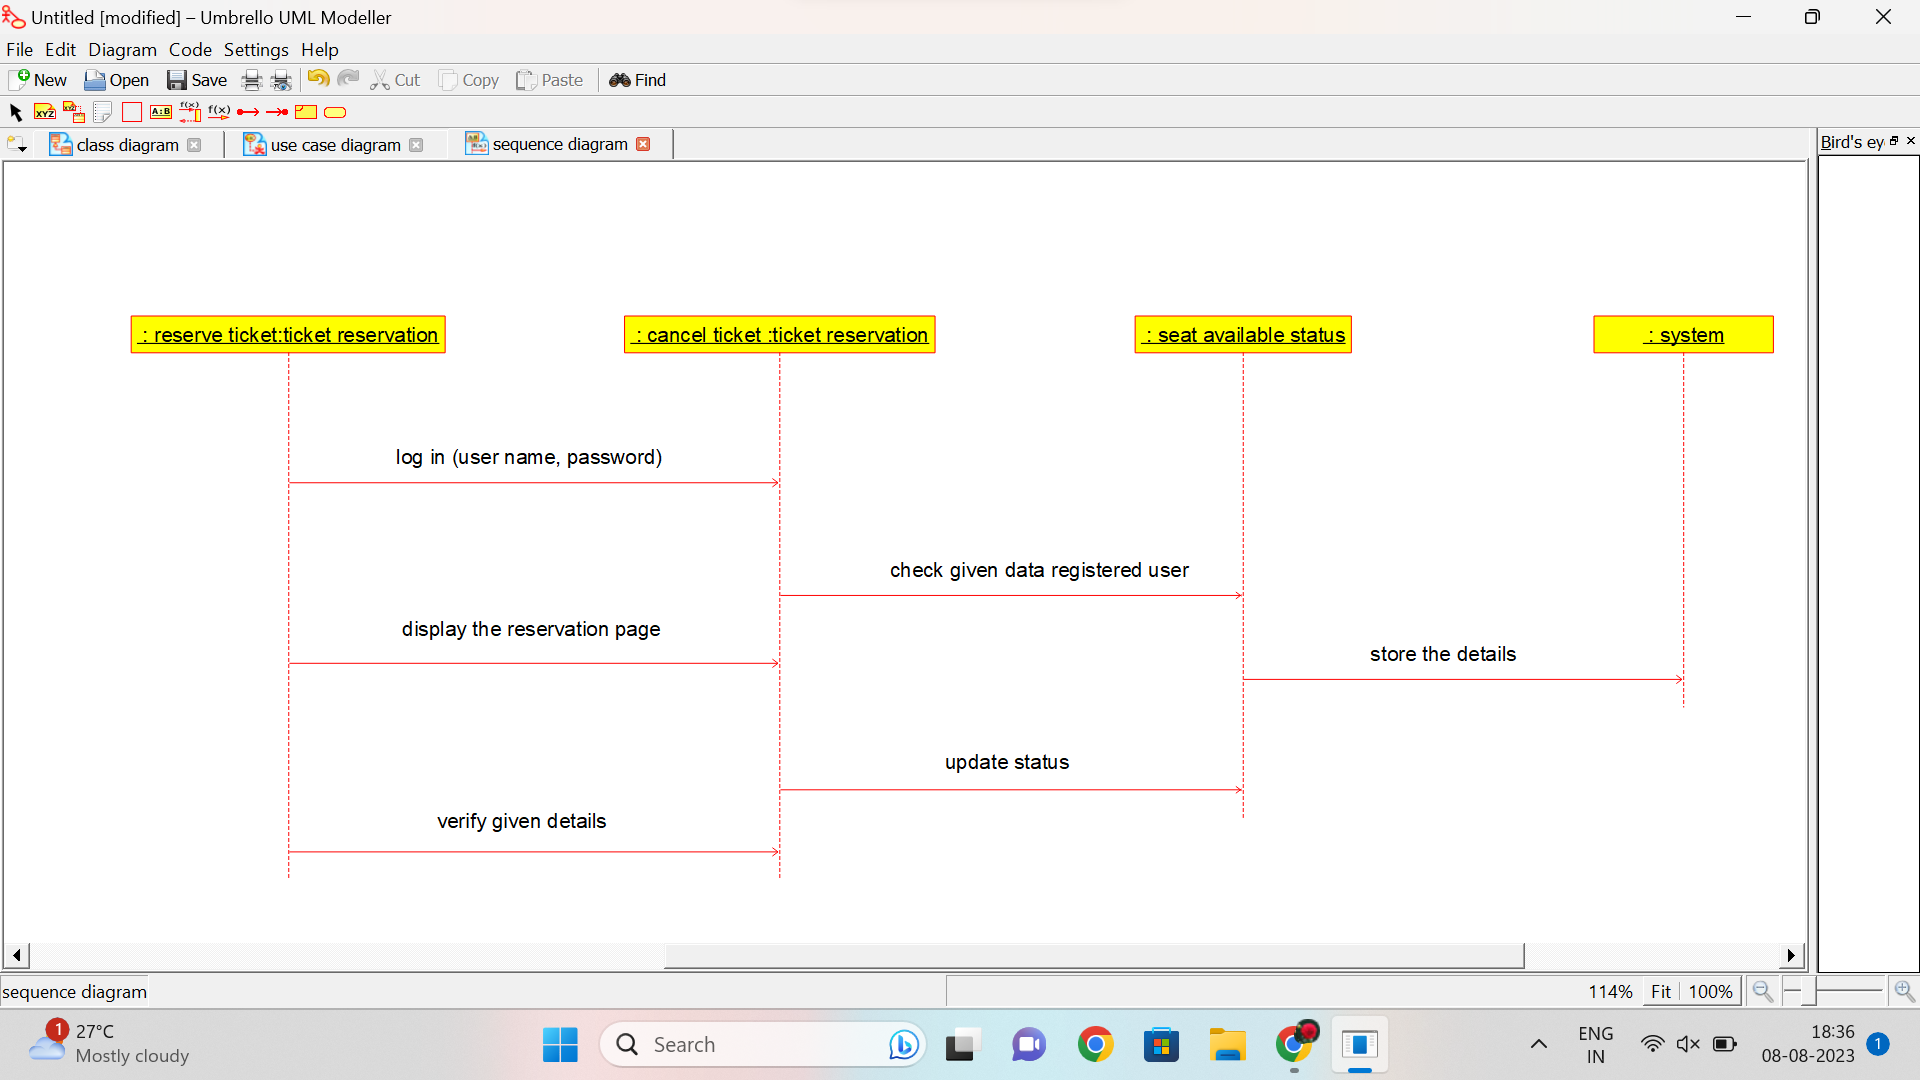 Untitled [modified] – Umbrello UML Modeller
File Edit Diagram Code Settings Help
New Open Save Cut Copy Paste Find
XYZ XYZ A:B f(x) f(x)
class diagram use case diagram sequence diagram
Bird's ey
: reserve ticket:ticket reservation : cancel ticket :ticket reservation : seat available status : system
log in (user name, password)
check given data registered user
display the reservation page
store the details
update status
verify given details
sequence diagram 114% Fit 100%
1 27°C
Mostly cloudy
Search
ENG
IN
18:36
08-08-2023
1